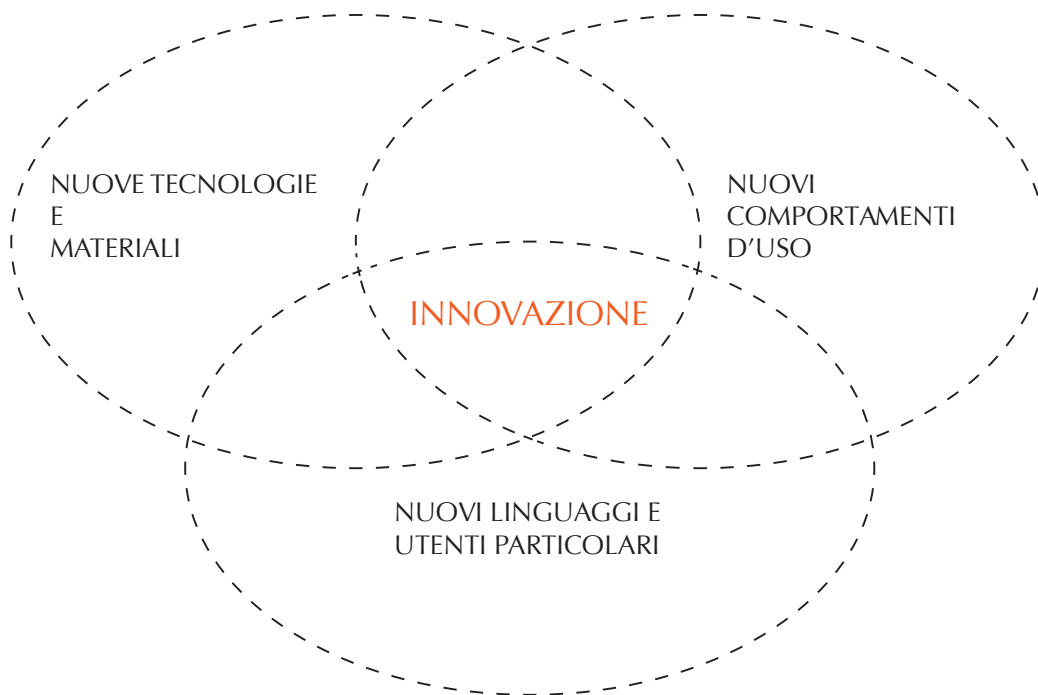 NUOVE TECNOLOGIE
E
MATERIALI
NUOVI
COMPORTAMENTI
D’USO
INNOVAZIONE
NUOVI LINGUAGGI E
UTENTI PARTICOLARI